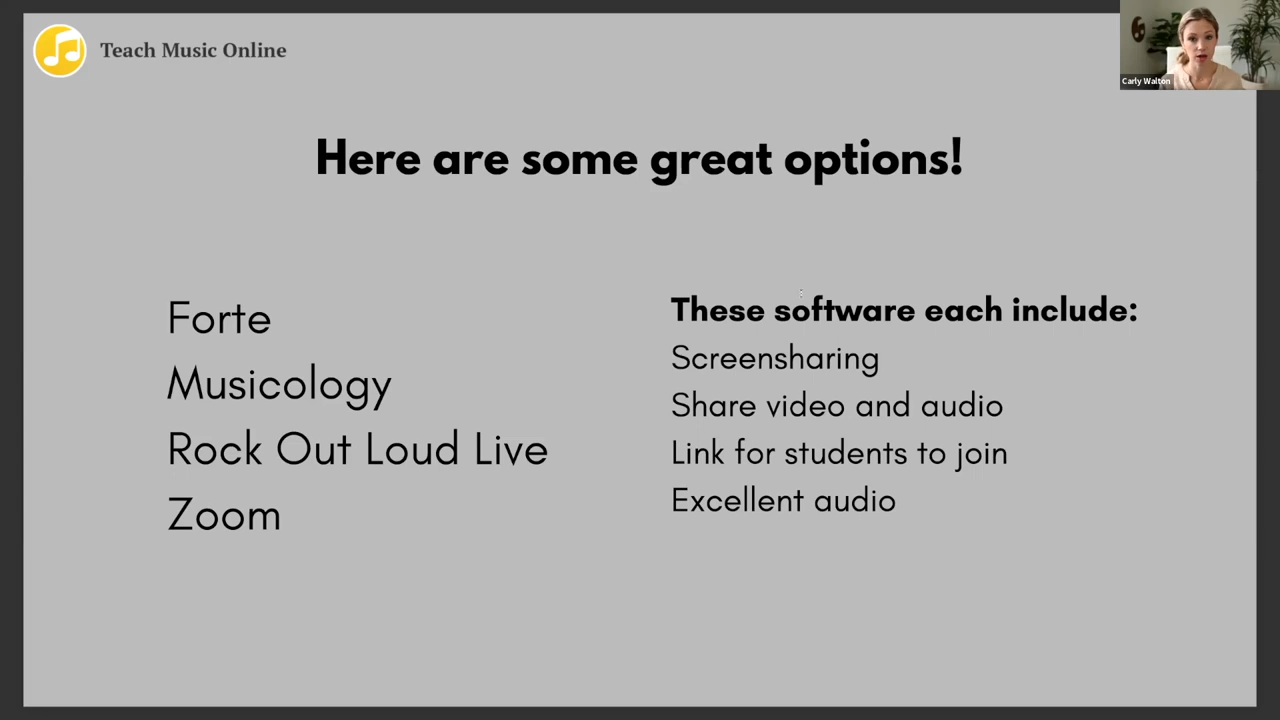 Teach Music Online
Carly Walton
Here are some great options!
Forte
Musicology
Rock Out Loud Live
Zoom
These software each include:
Screensharing
Share video and audio
Link for students to join
Excellent audio